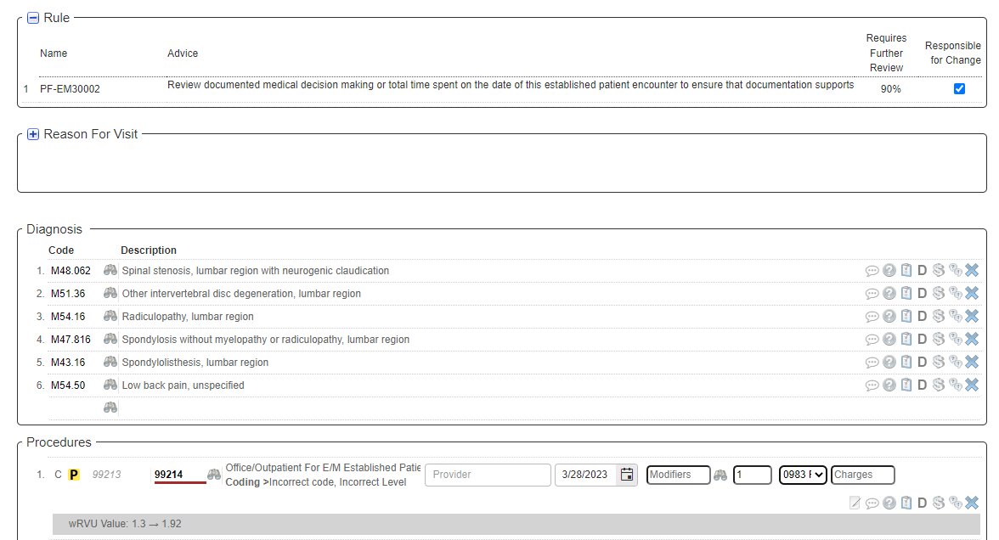 Rule
Name Advice Requires Further Review Responsible for Change
1 PF-EM30002 Review documented medical decision making or total time spent on the date of this established patient encounter to ensure that documentation supports 90%
Reason For Visit
Diagnosis
Code Description
1. M48.062 Spinal stenosis, lumbar region with neurogenic claudication D
2. M51.36 Other intervertebral disc degeneration, lumbar region D
3. M54.16 Radiculopathy, lumbar region D
4. M47.816 Spondylosis without myelopathy or radiculopathy, lumbar region D
5. M43.16 Spondylolisthesis, lumbar region D
6. M54.50 Low back pain, unspecified D
Procedures
1. C P 99213 99214 Office/Outpatient For E/M Established Patie Provider 3/28/2023 Modifiers 1 0983 F Charges
Coding >Incorrect code, Incorrect Level
D
wRVU Value: 1.3 → 1.92